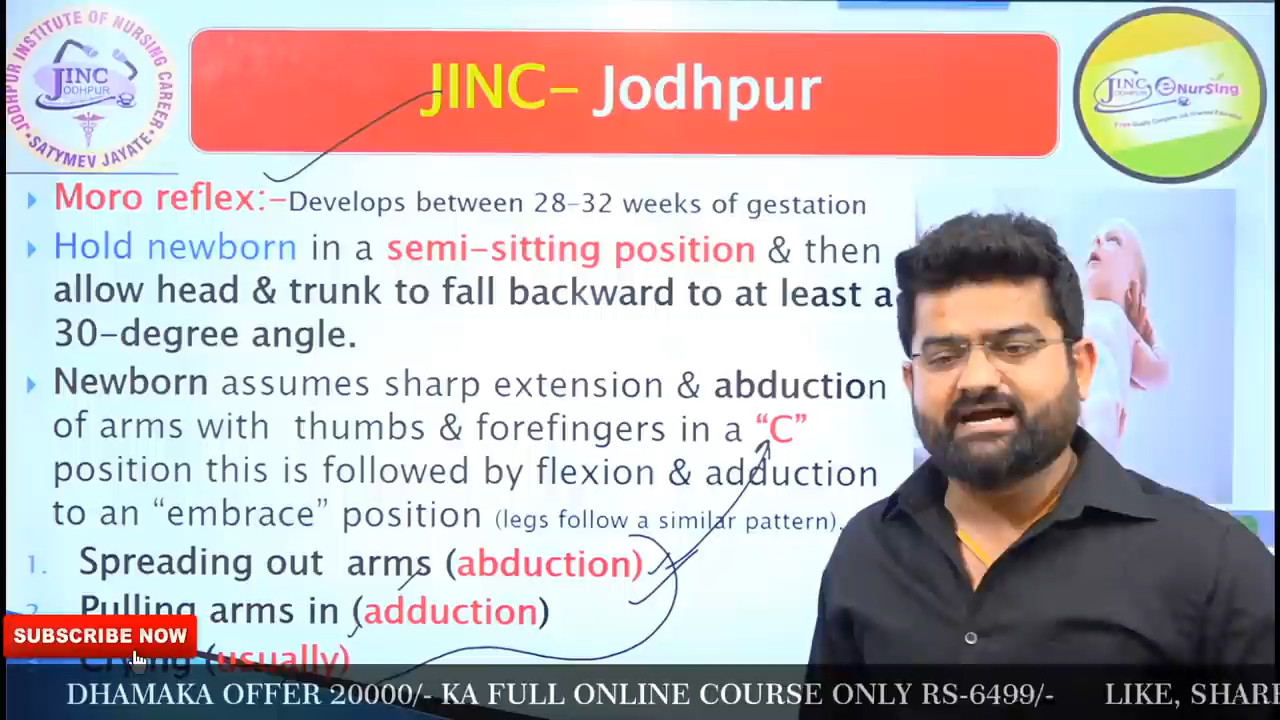 JODHPUR INSTITUTE OF NURSING CAREER
JINC
JODHPUR
SATYMEV JAYATE
JINC- Jodhpur
JINC
eNursing
Moro reflex:-Develops between 28-32 weeks of gestation
Hold newborn in a semi-sitting position & then
allow head & trunk to fall backward to at least a
30-degree angle.
Newborn assumes sharp extension & abduction
of arms with thumbs & forefingers in a “C”
position this is followed by flexion & adduction
to an “embrace” position (legs follow a similar pattern).
1. Spreading out arms (abduction)
2. Pulling arms in (adduction)
Crying (usually)
SUBSCRIBE NOW
DHAMAKA OFFER 20000/- KA FULL ONLINE COURSE ONLY RS-6499/- LIKE, SHARE